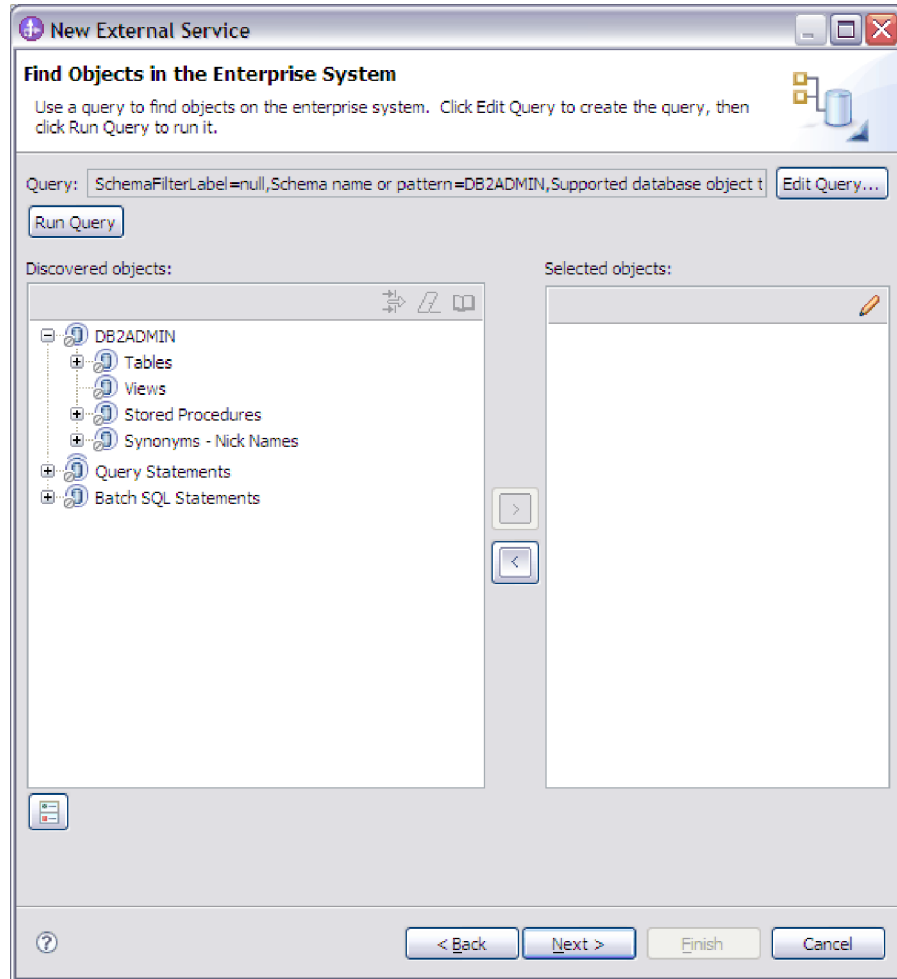 New External Service
Find Objects in the Enterprise System
Use a query to find objects on the enterprise system. Click Edit Query to create the query, then
click Run Query to run it.
Query: SchemaFilterLabel=null,Schema name or pattern=DB2ADMIN,Supported database object t Edit Query...
Run Query
Discovered objects: Selected objects:
DB2ADMIN
Tables
Views
Stored Procedures
Synonyms - Nick Names
Query Statements
Batch SQL Statements
>
<
? < Back Next > Finish Cancel